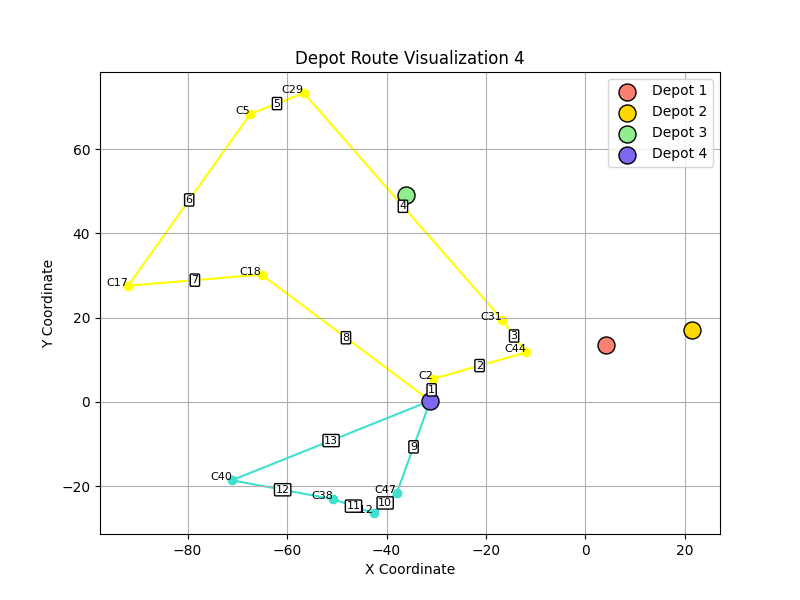 Depot Route Visualization 4
Depot 1
Depot 2
Depot 3
Depot 4
C29
5
C5
6
4
C17
7
C18
C31
3
8
C44
2
C2
1
13
9
C40
12
C38
11
C47
10
60
40
20
0
−20
−80
−60
−40
−20
0
20
Y Coordinate
X Coordinate